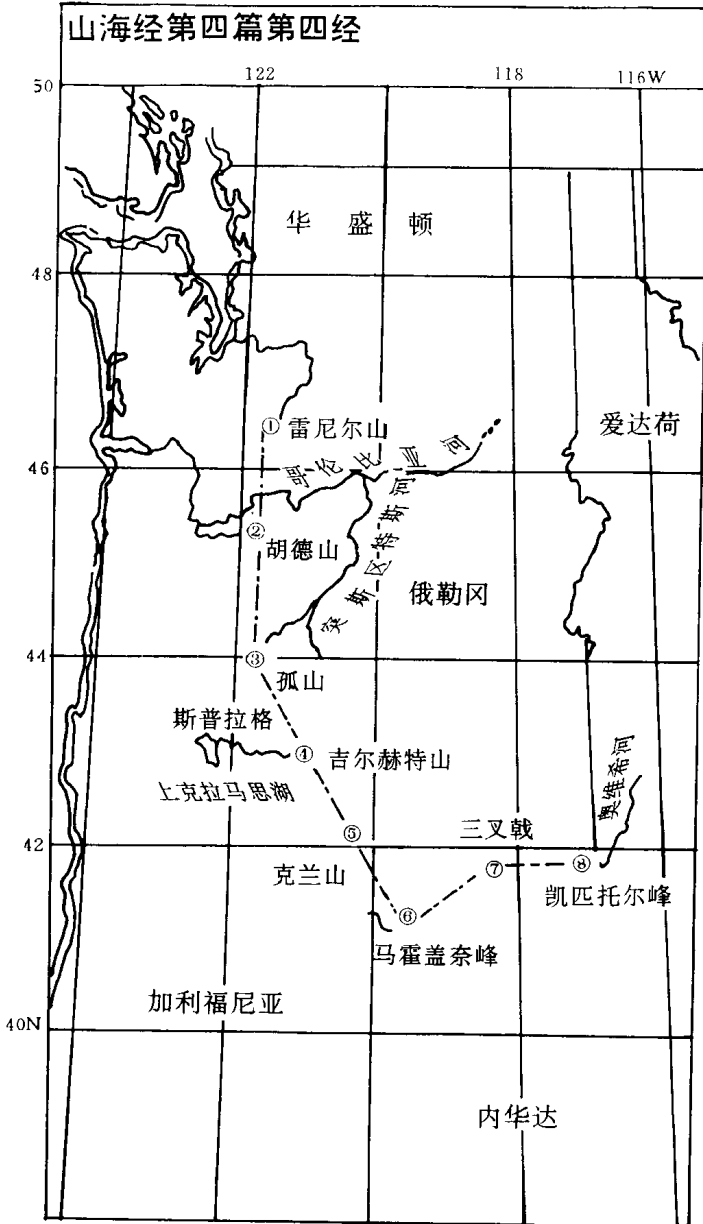 山海经第四篇第四经
122 118 116W
50
华盛顿
48
①雷尼尔山
爱达荷
46
哥伦比亚河
②
胡德山
突斯区特斯河
俄勒冈
44
③
孤山
斯普拉格
④
吉尔赫特山
上克拉马思湖
奥维希河
42
⑤
三叉戟
克兰山
⑦
⑧
凯匹托尔峰
⑥
马霍盖奈峰
加利福尼亚
40N
内华达